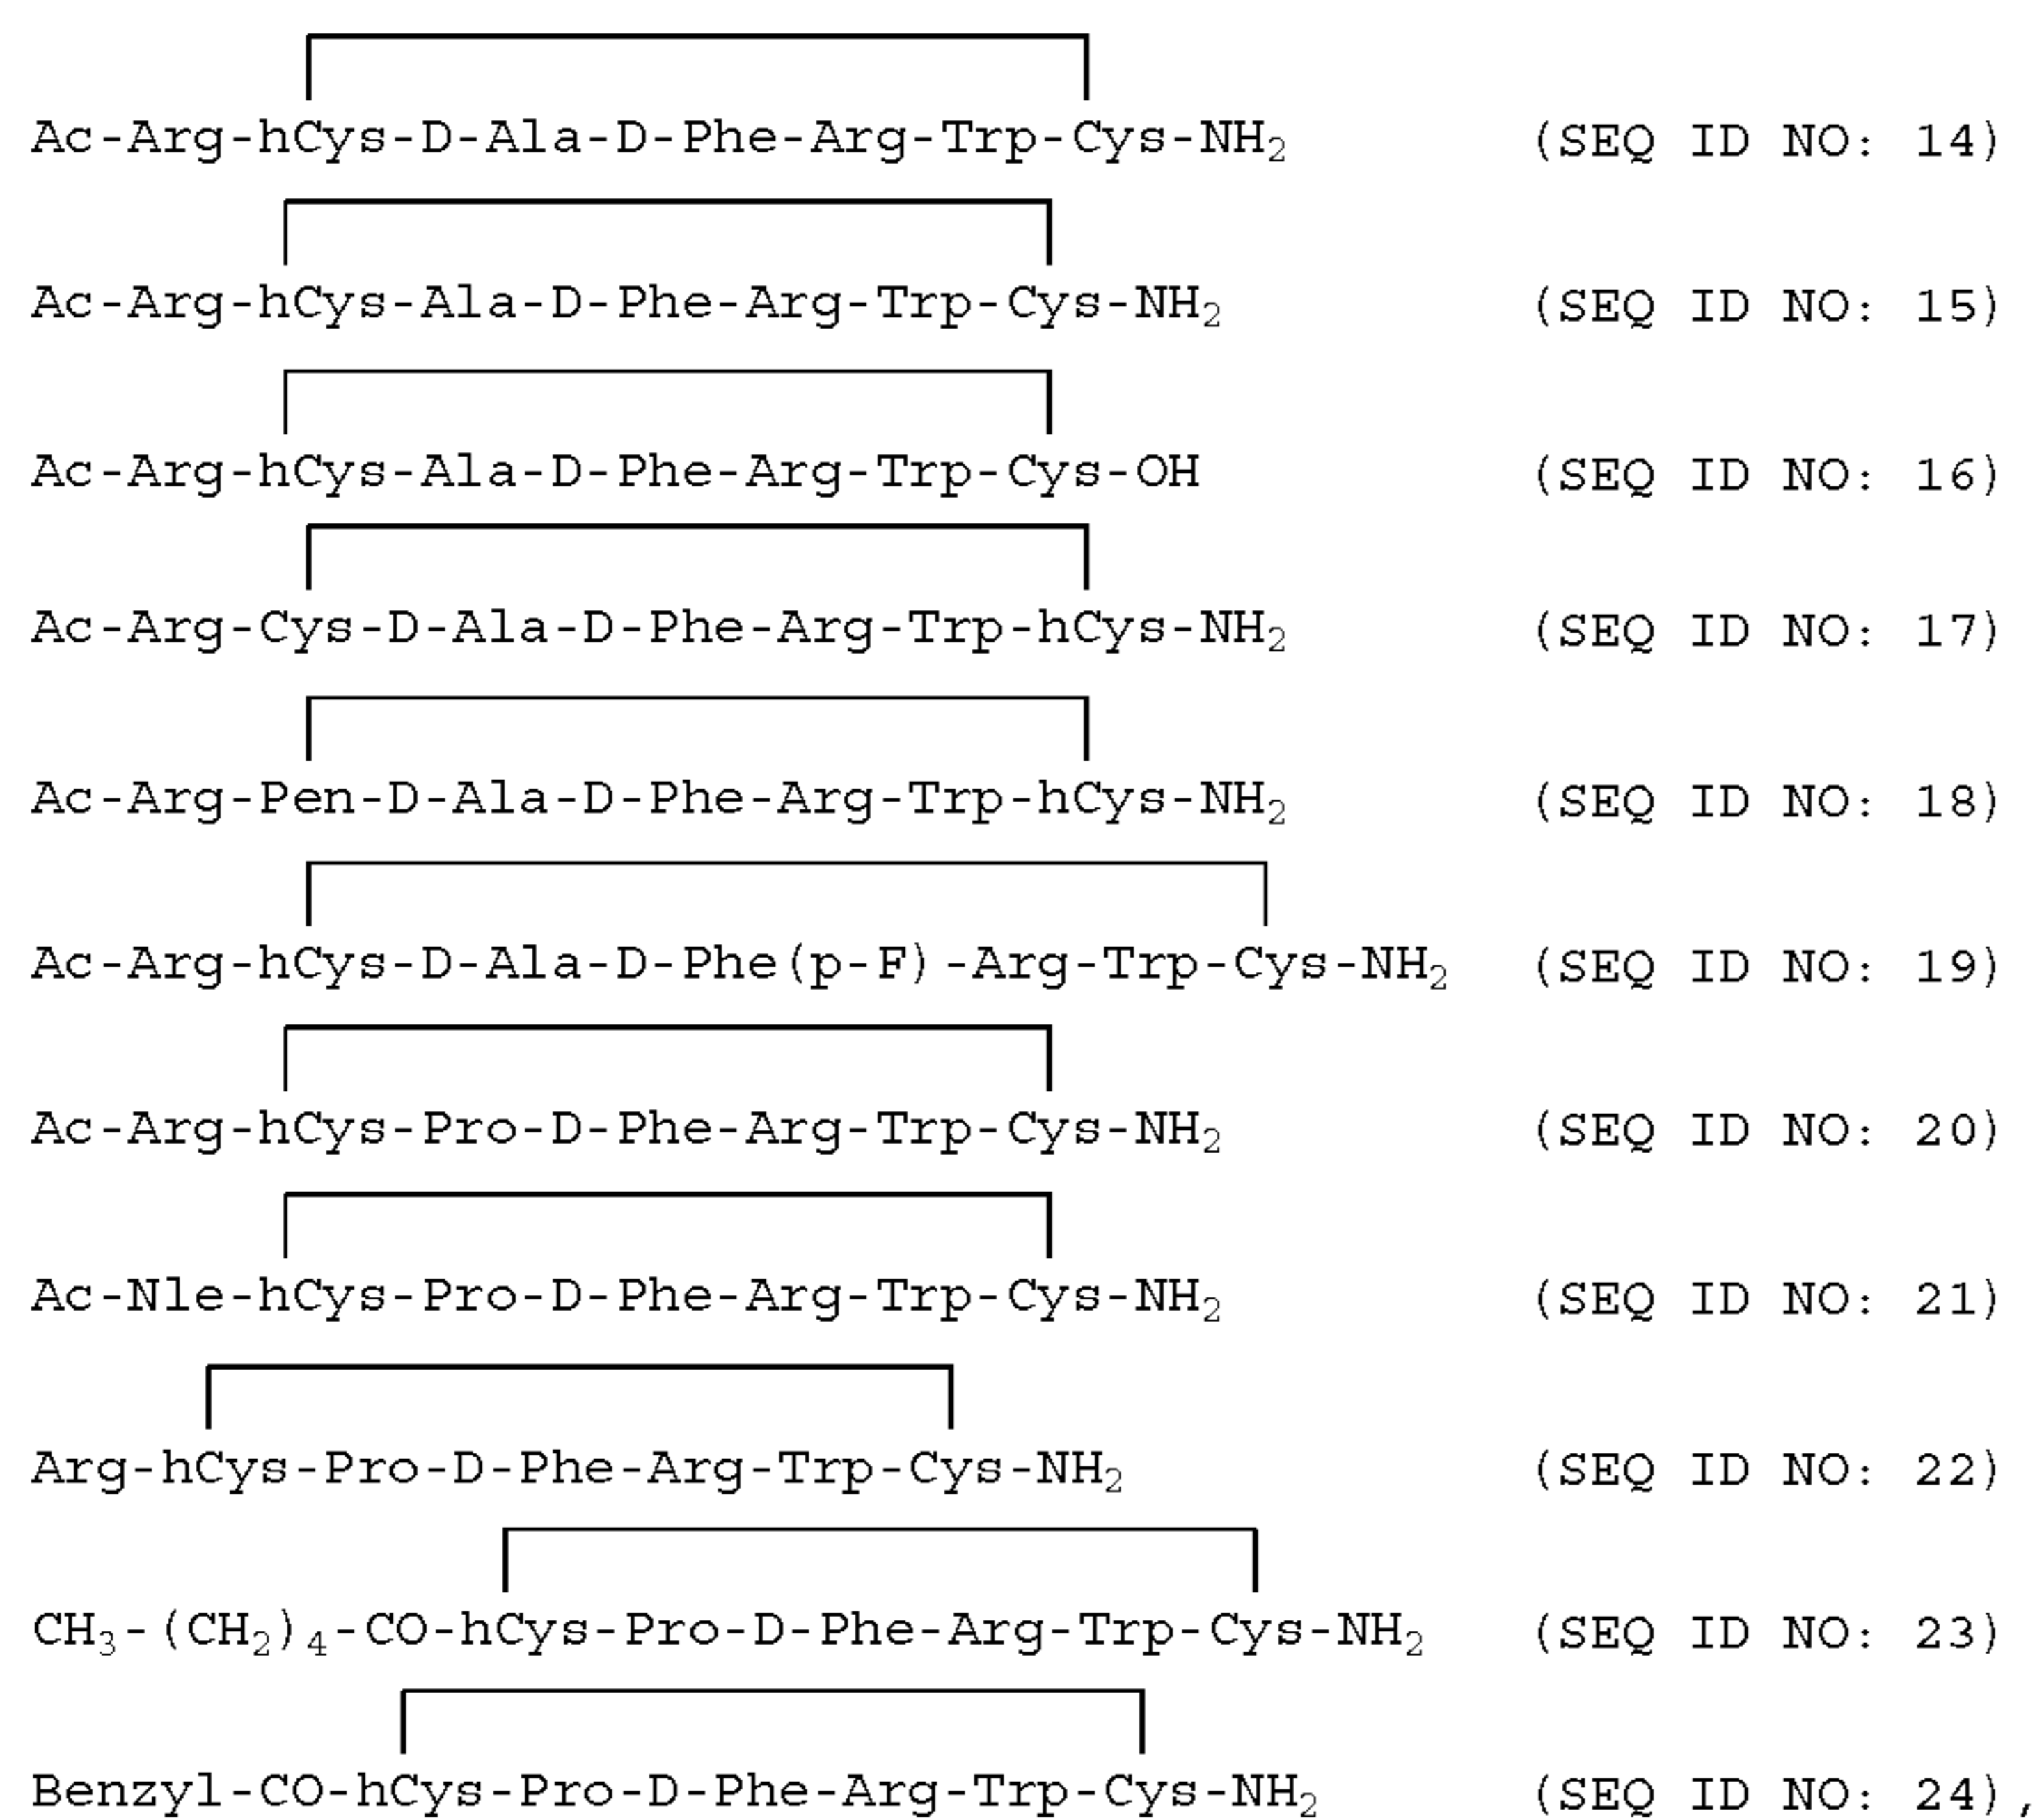 Ac-Arg-hCys-D-Ala-D-Phe-Arg-Trp-Cys-NH₂ (SEQ ID NO: 14)
Ac-Arg-hCys-Ala-D-Phe-Arg-Trp-Cys-NH₂ (SEQ ID NO: 15)
Ac-Arg-hCys-Ala-D-Phe-Arg-Trp-Cys-OH (SEQ ID NO: 16)
Ac-Arg-Cys-D-Ala-D-Phe-Arg-Trp-hCys-NH₂ (SEQ ID NO: 17)
Ac-Arg-Pen-D-Ala-D-Phe-Arg-Trp-hCys-NH₂ (SEQ ID NO: 18)
Ac-Arg-hCys-D-Ala-D-Phe(p-F)-Arg-Trp-Cys-NH₂ (SEQ ID NO: 19)
Ac-Arg-hCys-Pro-D-Phe-Arg-Trp-Cys-NH₂ (SEQ ID NO: 20)
Ac-Nle-hCys-Pro-D-Phe-Arg-Trp-Cys-NH₂ (SEQ ID NO: 21)
Arg-hCys-Pro-D-Phe-Arg-Trp-Cys-NH₂ (SEQ ID NO: 22)
CH₃-(CH₂)₄-CO-hCys-Pro-D-Phe-Arg-Trp-Cys-NH₂ (SEQ ID NO: 23)
Benzyl-CO-hCys-Pro-D-Phe-Arg-Trp-Cys-NH₂ (SEQ ID NO: 24),